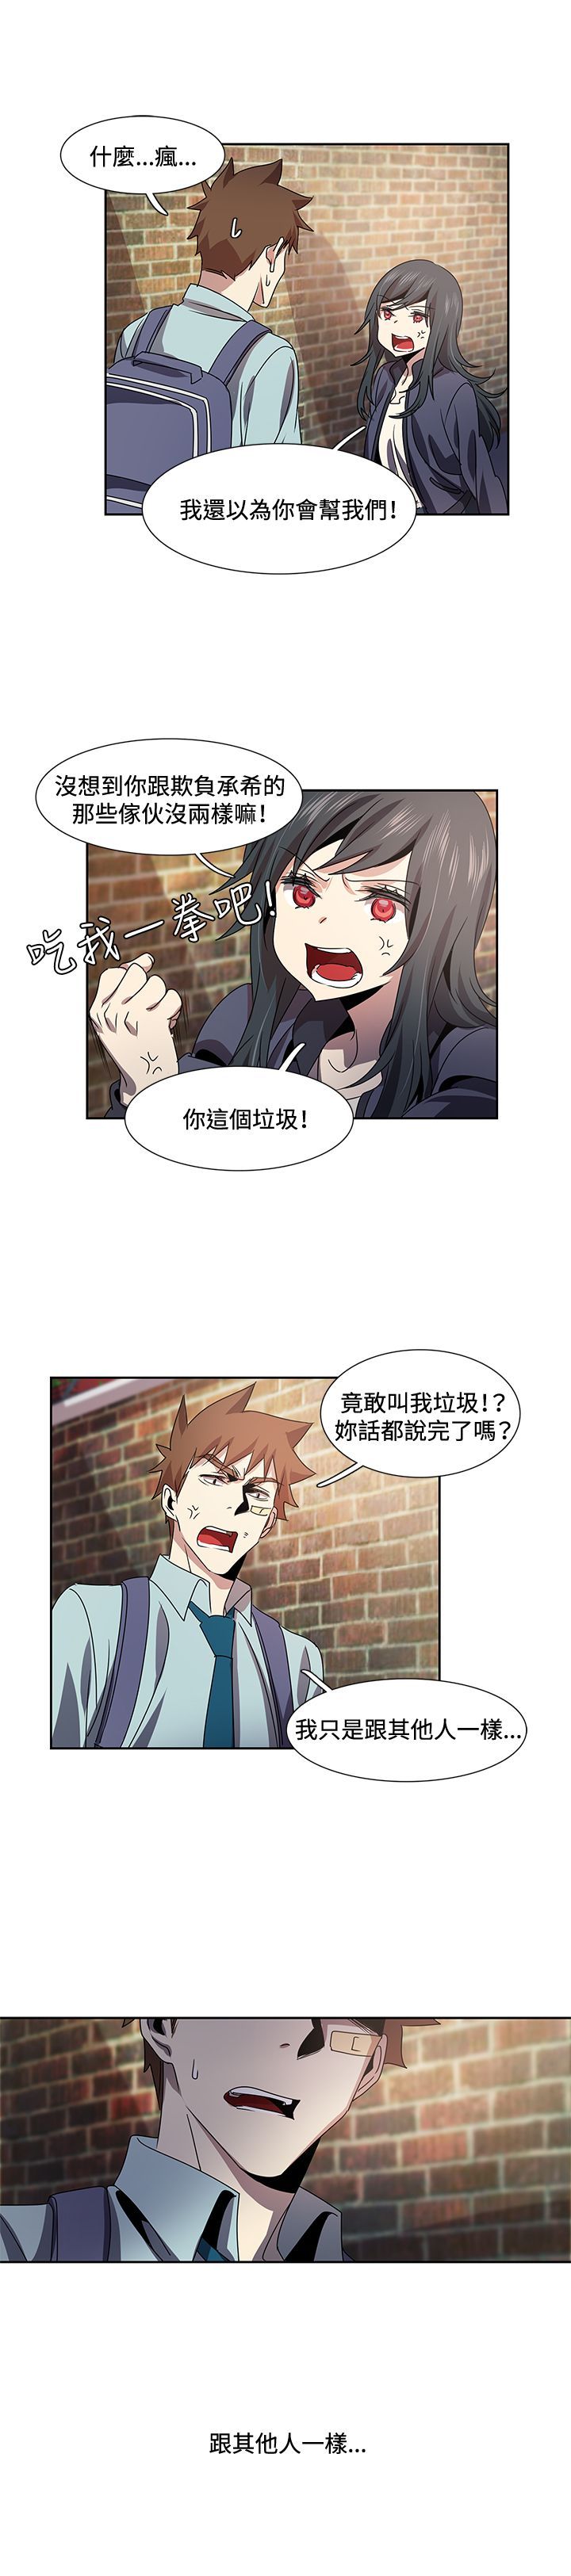 什麼...瘋...
我還以為你會幫我們!
沒想到你跟欺負承希的
那些傢伙沒兩樣嘛!
吃我一拳吧!
你這個垃圾!
竟敢叫我垃圾!?
妳話都說完了嗎?
我只是跟其他人一樣...
跟其他人一樣...